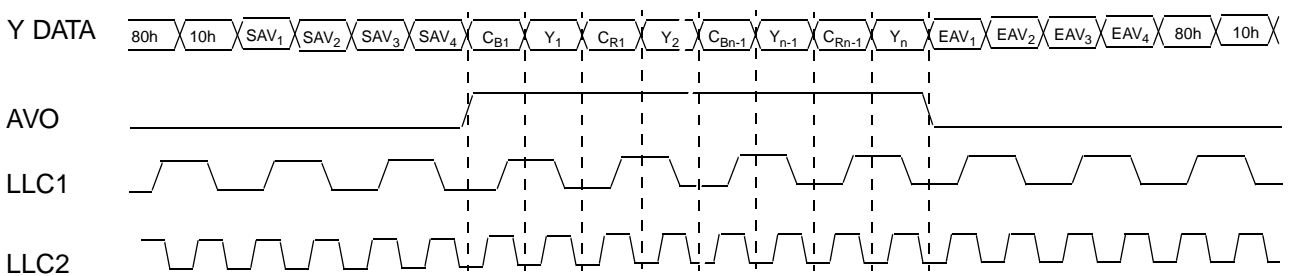 Y DATA 80h 10h SAV1 SAV2 SAV3 SAV4 CB1 Y1 CR1 Y2 CBn-1 Yn-1 CRn-1 Yn EAV1 EAV2 EAV3 EAV4 80h 10h
AVO
LLC1
LLC2